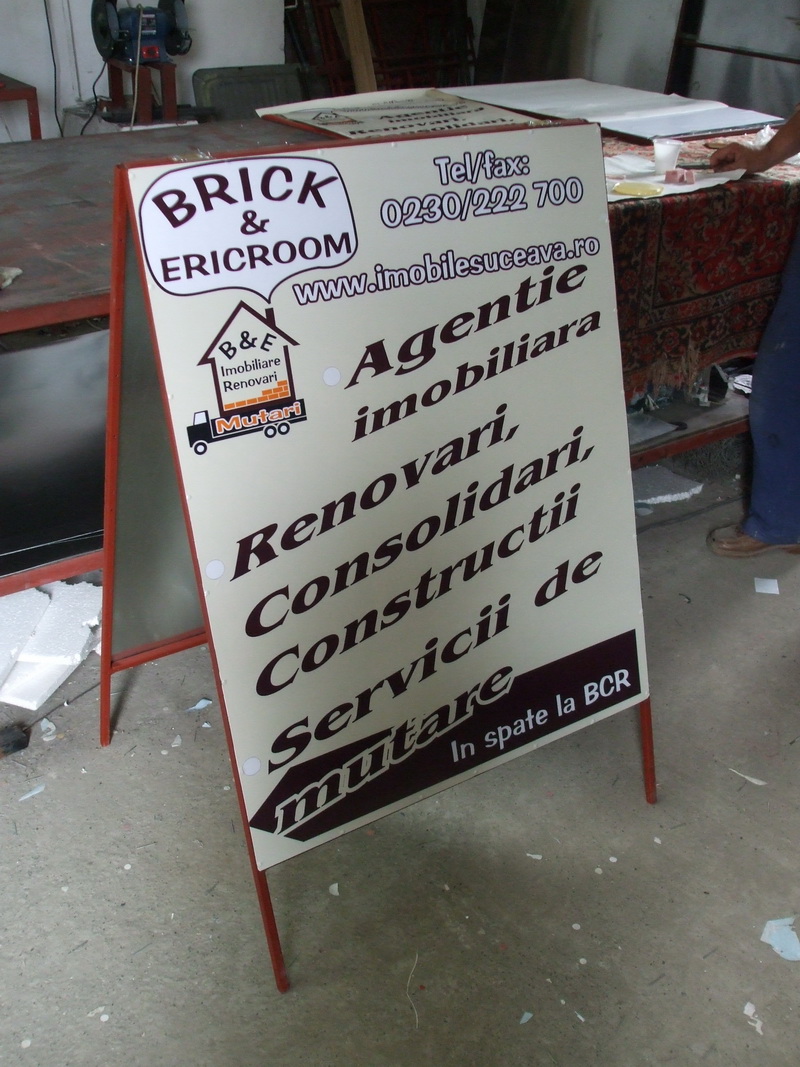 BRICK
&
ERICROOM
Tel/fax:
0230/222 700
www.imobilesuceava.ro
B&E
Imobiliare
Renovari
Mutari
Agentie
imobiliara
Renovari,
Consolidari,
Constructii
Servicii de
mutare
In spate la BCR